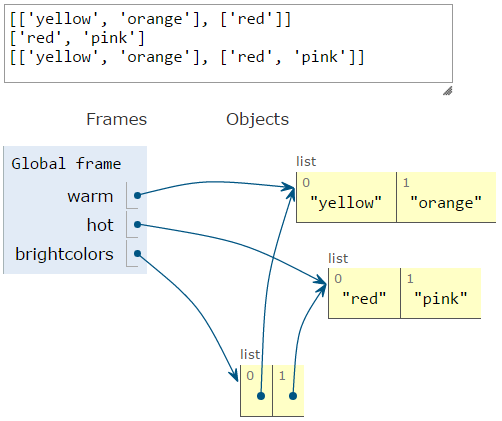 [['yellow', 'orange'], ['red']]
['red', 'pink']
[['yellow', 'orange'], ['red', 'pink']]
Frames Objects
Global frame
warm
hot
brightcolors
list
0 1
"yellow" "orange"
list
0 1
"red" "pink"
list
0 1